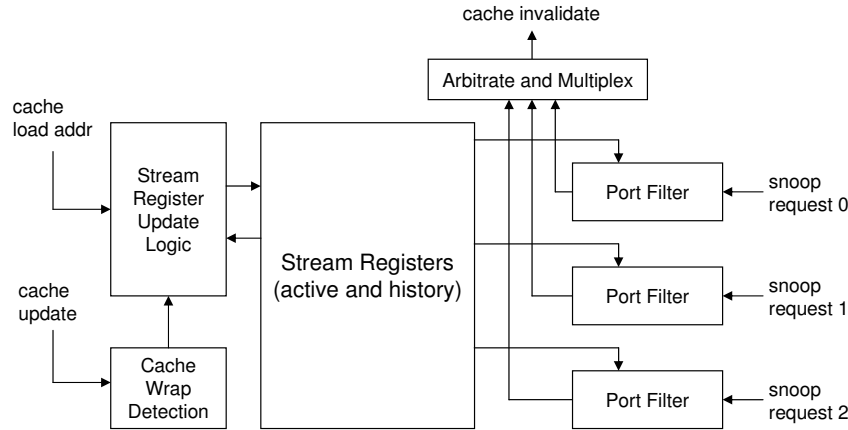 cache invalidate
Arbitrate and Multiplex
cache
load addr
Stream
Register
Update
Logic
Stream Registers
(active and history)
Port Filter
snoop
request 0
Port Filter
snoop
request 1
cache
update
Cache
Wrap
Detection
Port Filter
snoop
request 2